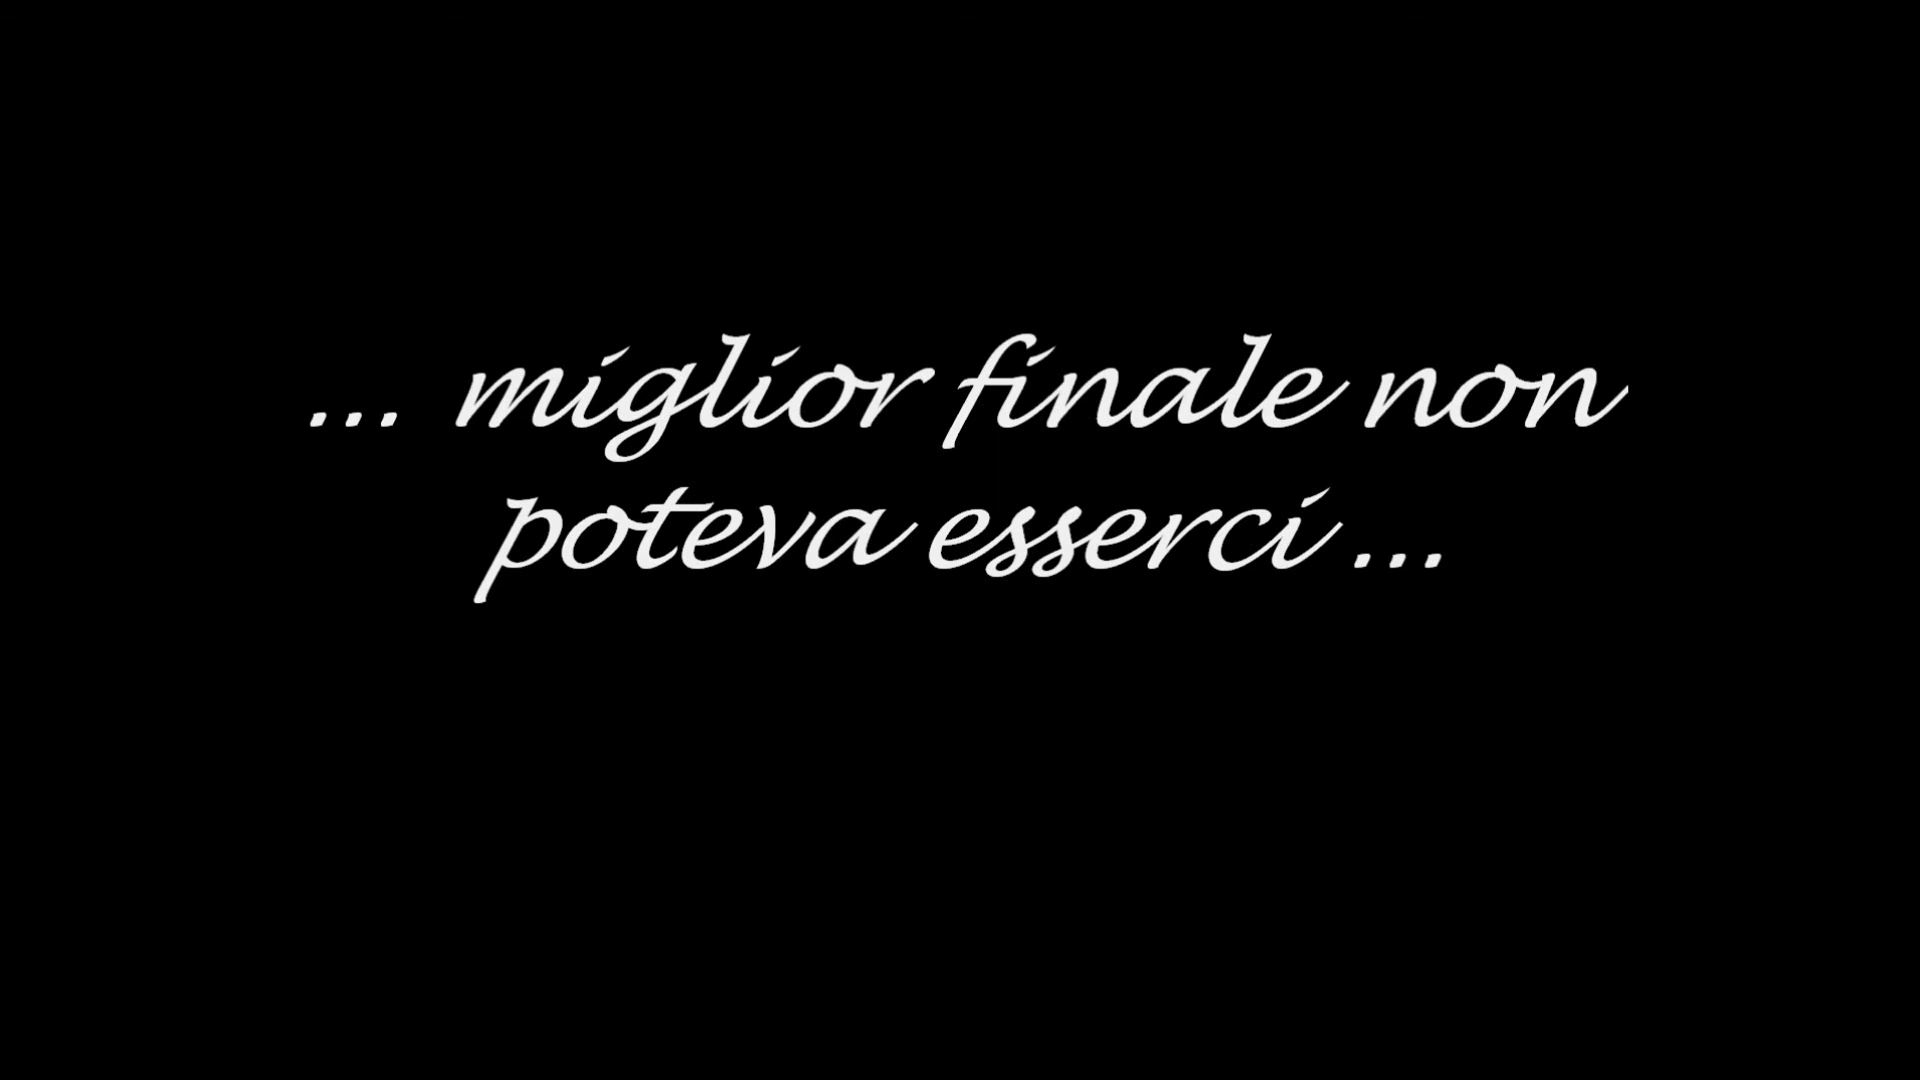 ... miglior finale non
poteva esserci ...